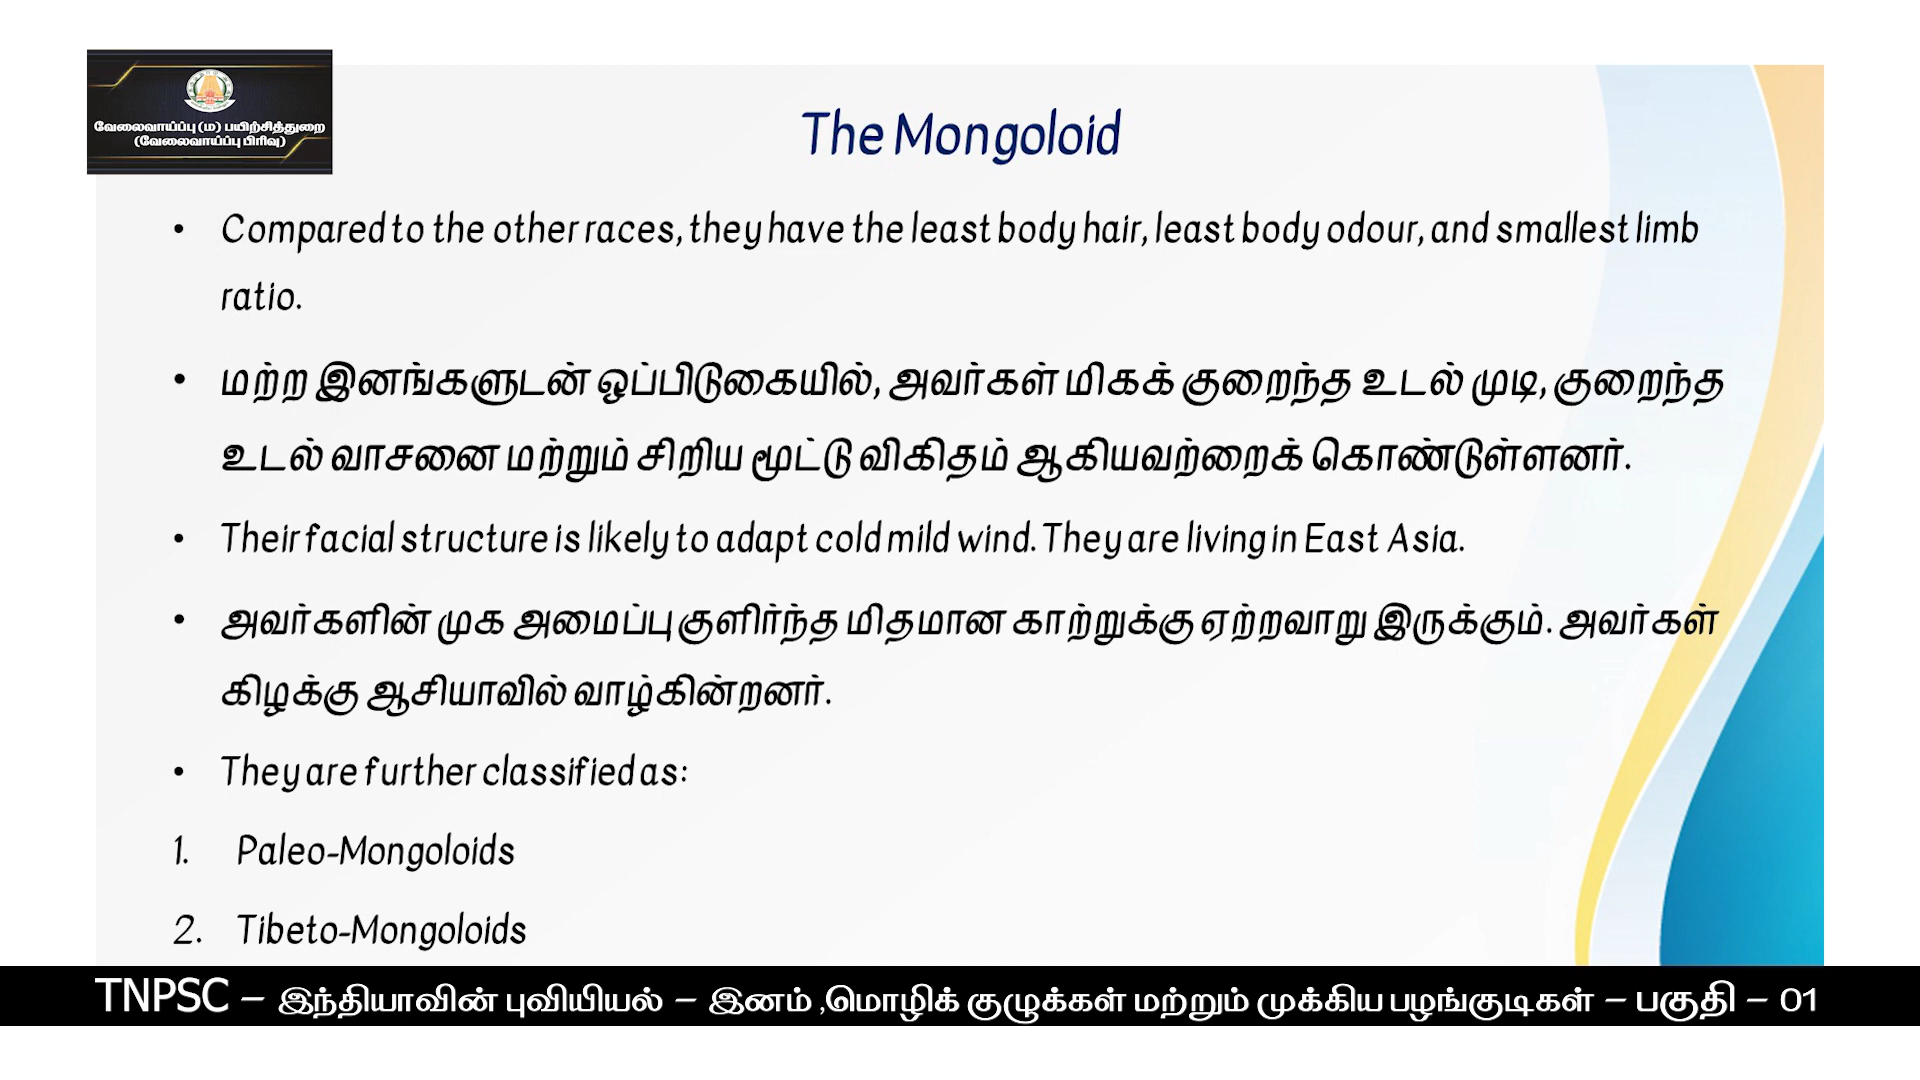 வேலைவாய்ப்பு (ம) பயிற்சித்துறை
(வேலைவாய்ப்பு பிரிவு)
The Mongoloid
• Compared to the other races, they have the least body hair, least body odour, and smallest limb
ratio.
• மற்ற இனங்களுடன் ஒப்பிடுகையில், அவர்கள் மிகக் குறைந்த உடல் முடி, குறைந்த
உடல் வாசனை மற்றும் சிறிய மூட்டு விகிதம் ஆகியவற்றைக் கொண்டுள்ளனர்.
• Their facial structure is likely to adapt cold mild wind. They are living in East Asia.
• அவர்களின் முக அமைப்பு குளிர்ந்த மிதமான காற்றுக்கு ஏற்றவாறு இருக்கும். அவர்கள்
கிழக்கு ஆசியாவில் வாழ்கின்றனர்.
• They are further classified as:
1. Paleo-Mongoloids
2. Tibeto-Mongoloids
TNPSC – இந்தியாவின் புவியியல் – இனம் ,மொழிக் குழுக்கள் மற்றும் முக்கிய பழங்குடிகள் – பகுதி – 01